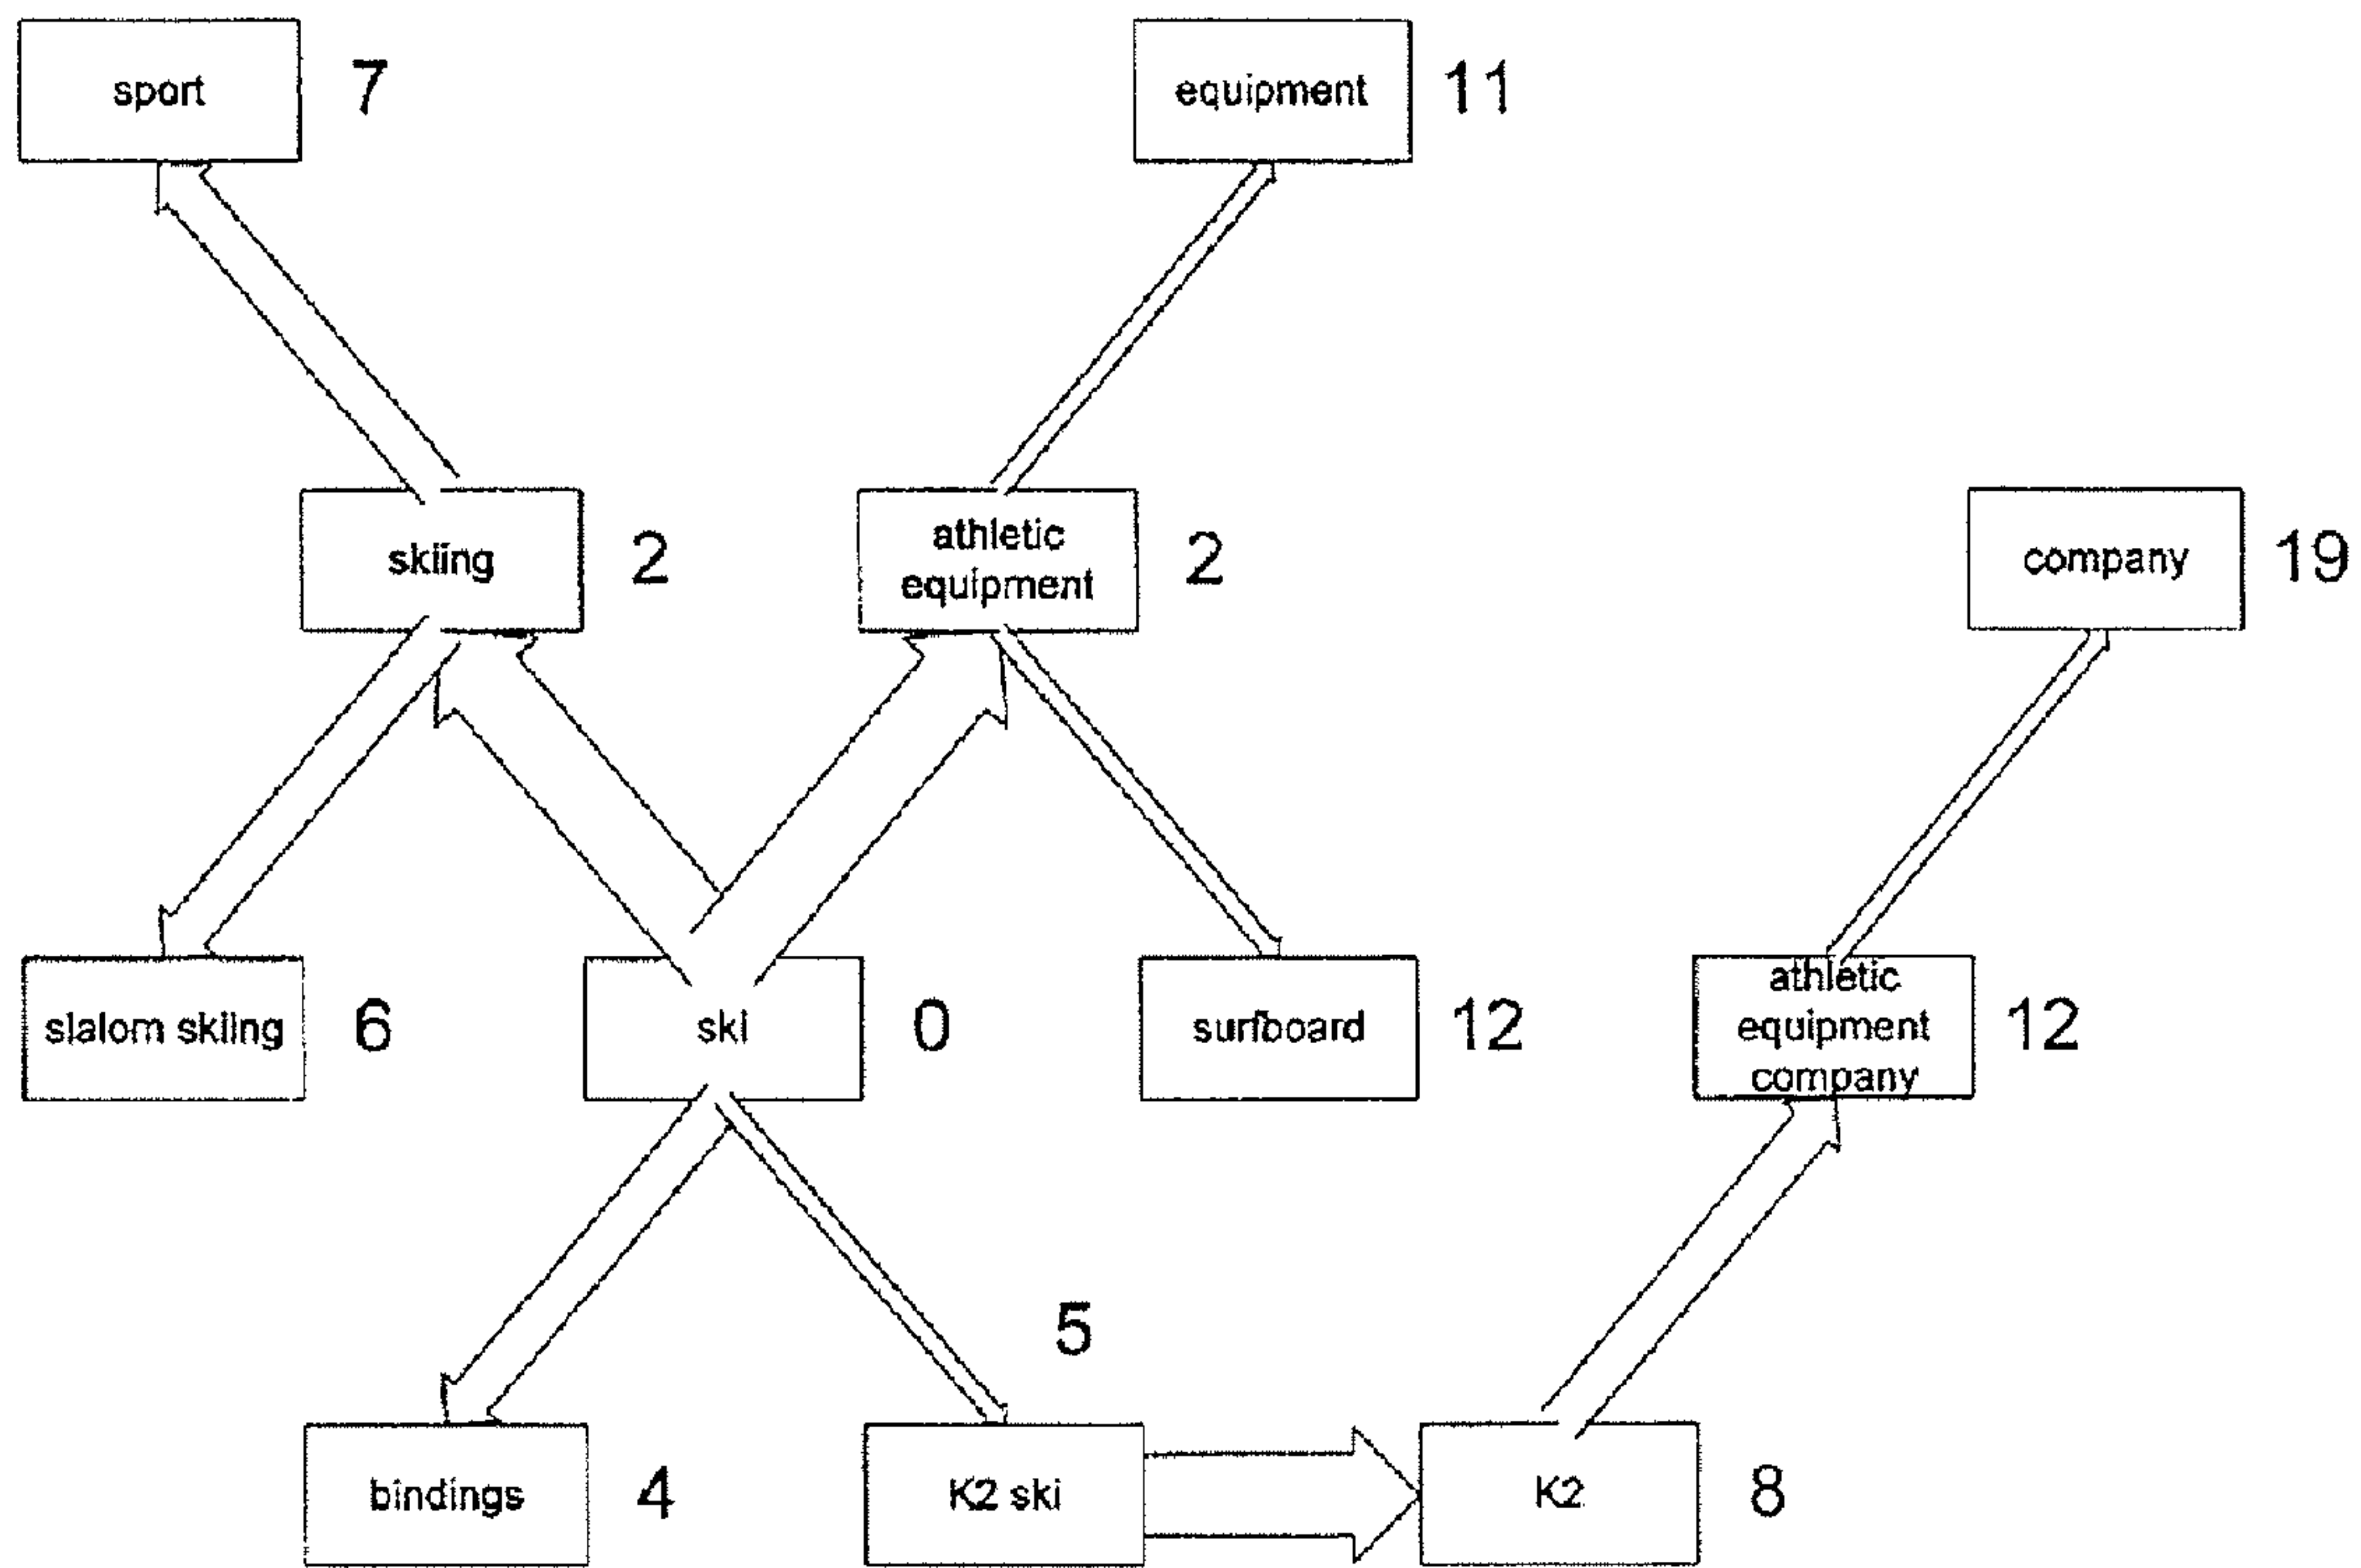 sport
7
equipment
11
skiing
2
athletic
equipment
2
company
19
slalom skiing
6
ski
0
surfboard
12
athletic
equipment
company
12
5
bindings
4
K2 ski
K2
8